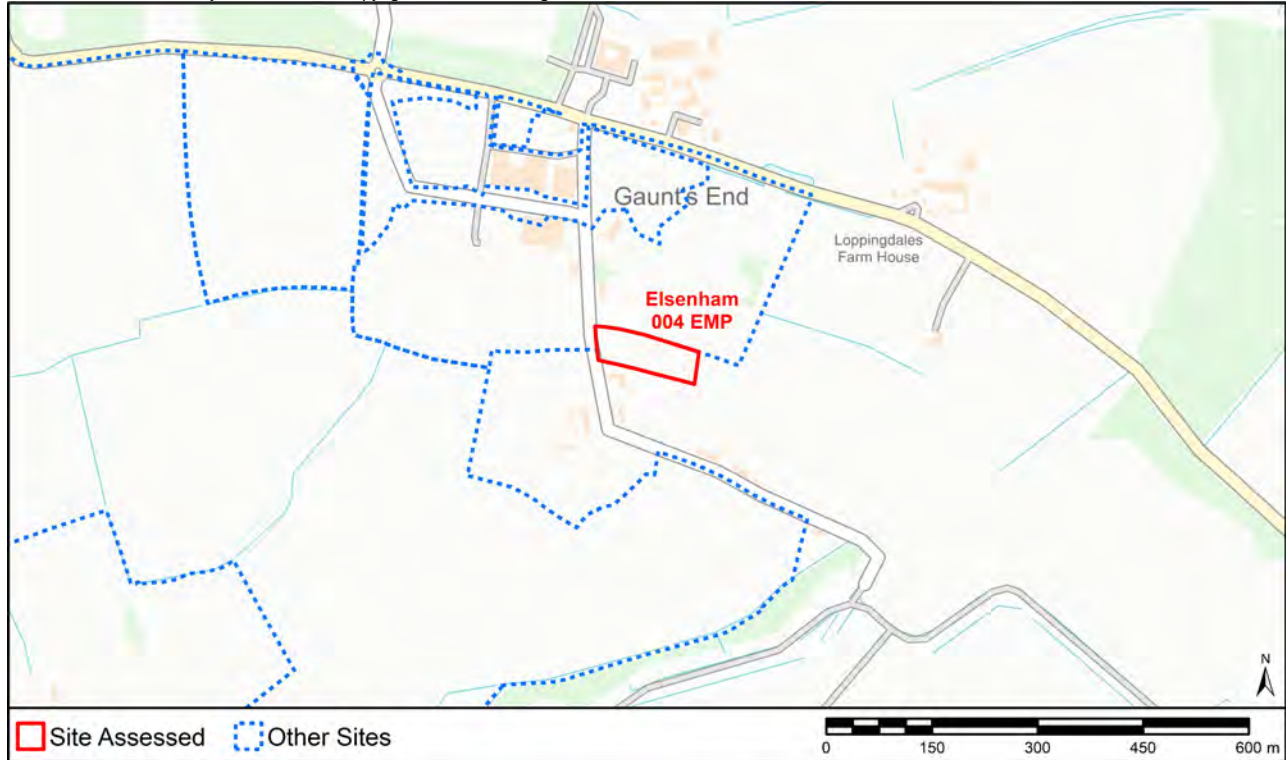 Gaunt's End
Loppingdales
Farm House
Elsenham
004 EMP
N
Site Assessed
Other Sites
0 150 300 450 600 m